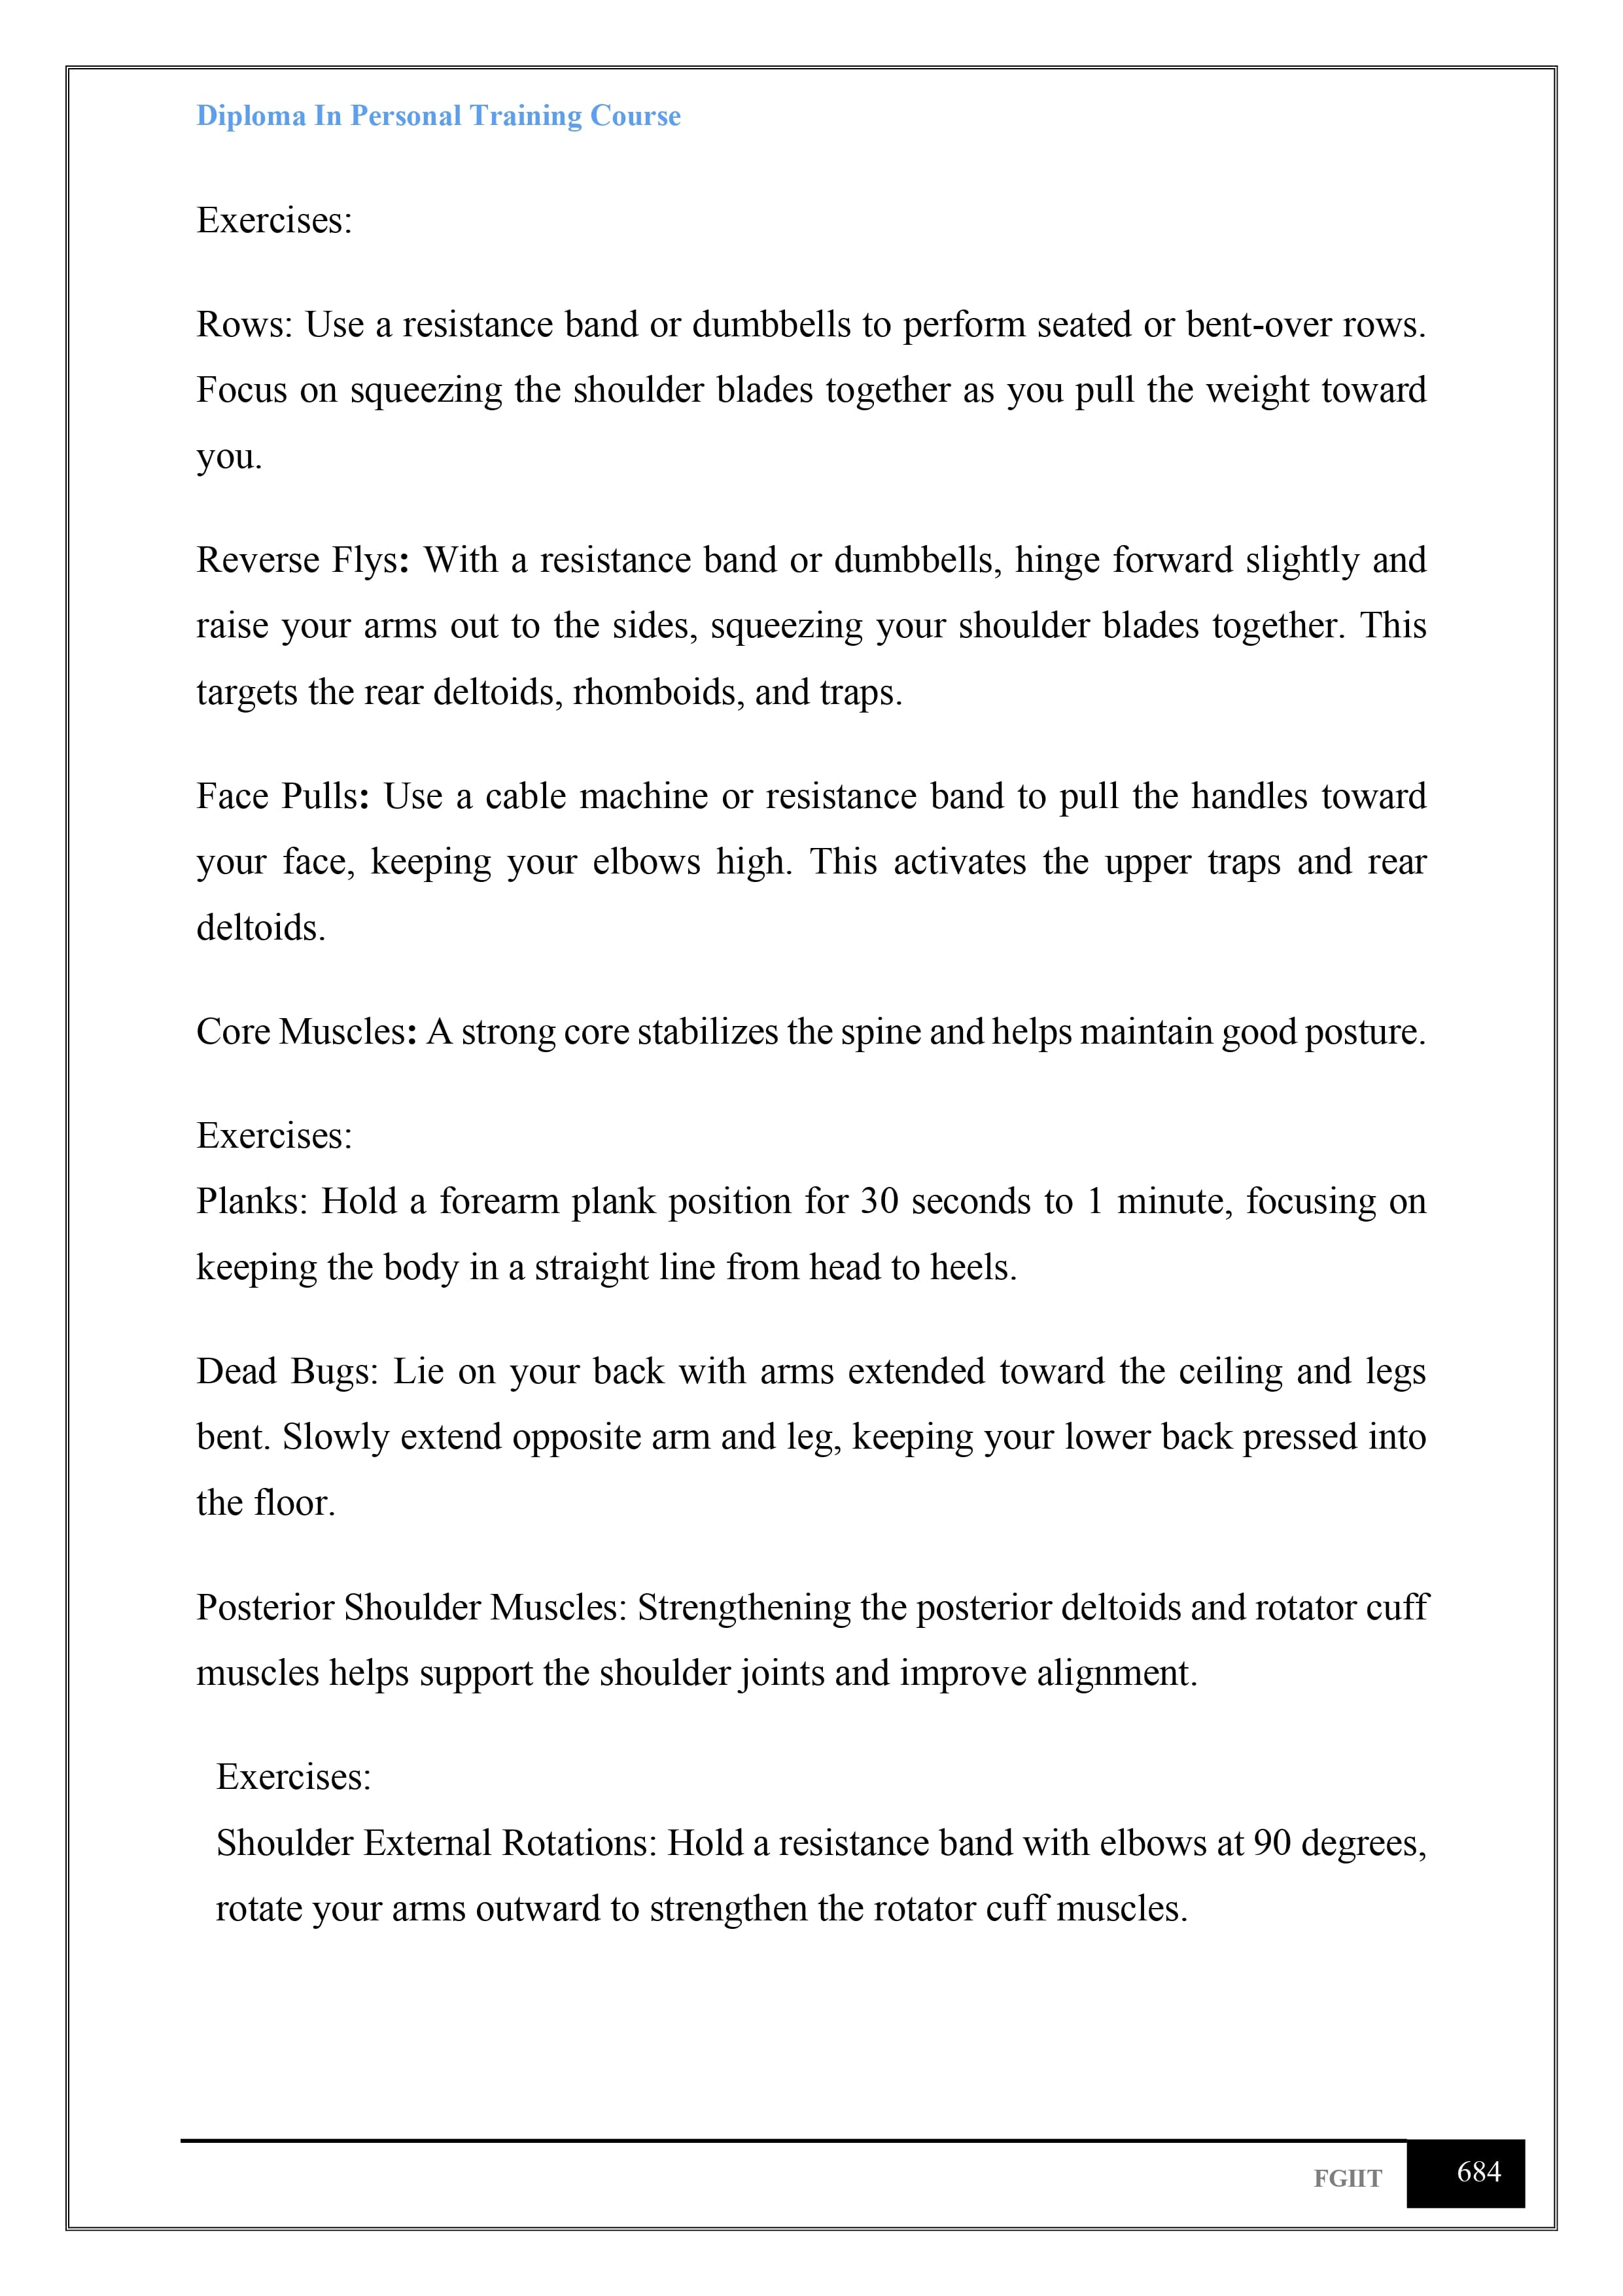 Diploma In Personal Training Course
Exercises:
Rows: Use a resistance band or dumbbells to perform seated or bent-over rows.
Focus on squeezing the shoulder blades together as you pull the weight toward
you.
Reverse Flys: With a resistance band or dumbbells, hinge forward slightly and
raise your arms out to the sides, squeezing your shoulder blades together. This
targets the rear deltoids, rhomboids, and traps.
Face Pulls: Use a cable machine or resistance band to pull the handles toward
your face, keeping your elbows high. This activates the upper traps and rear
deltoids.
Core Muscles: A strong core stabilizes the spine and helps maintain good posture.
Exercises:
Planks: Hold a forearm plank position for 30 seconds to 1 minute, focusing on
keeping the body in a straight line from head to heels.
Dead Bugs: Lie on your back with arms extended toward the ceiling and legs
bent. Slowly extend opposite arm and leg, keeping your lower back pressed into
the floor.
Posterior Shoulder Muscles: Strengthening the posterior deltoids and rotator cuff
muscles helps support the shoulder joints and improve alignment.
Exercises:
Shoulder External Rotations: Hold a resistance band with elbows at 90 degrees,
rotate your arms outward to strengthen the rotator cuff muscles.
FGIIT 684